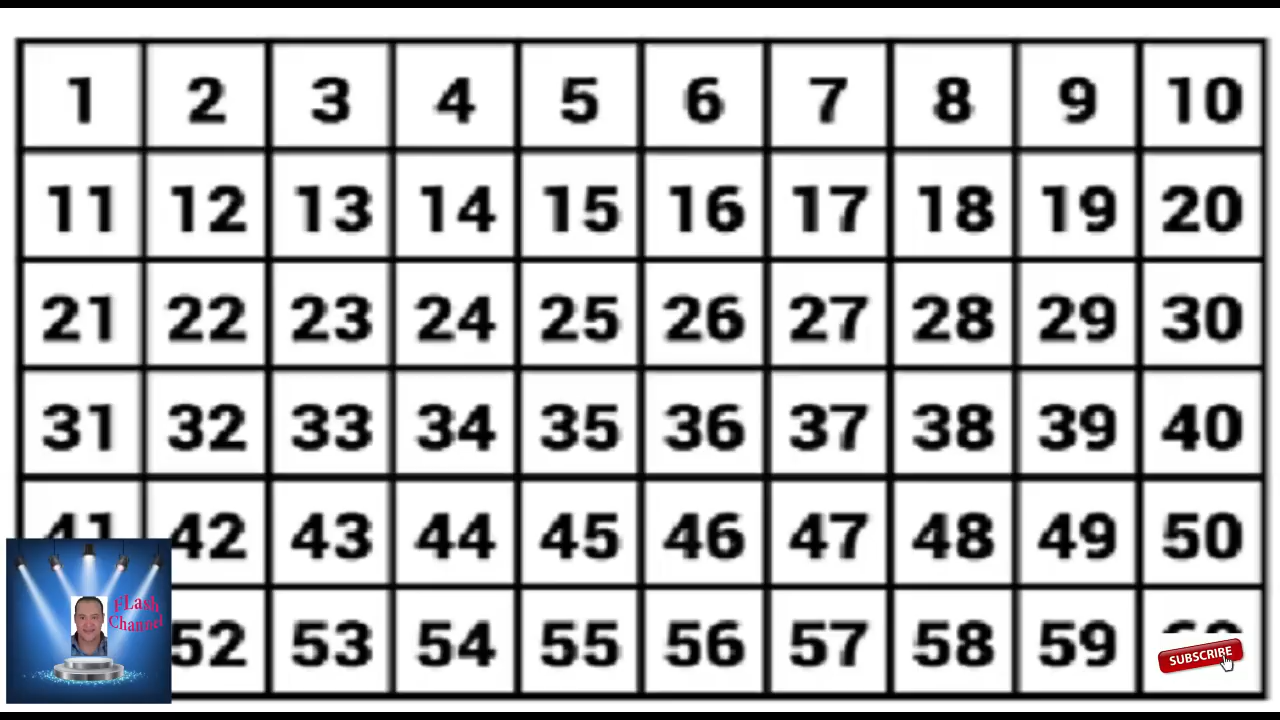 1 2 3 4 5 6 7 8 9 10
11 12 13 14 15 16 17 18 19 20
21 22 23 24 25 26 27 28 29 30
31 32 33 34 35 36 37 38 39 40
41 42 43 44 45 46 47 48 49 50
52 53 54 55 56 57 58 59
FLash
Channel
SUBSCRIBE